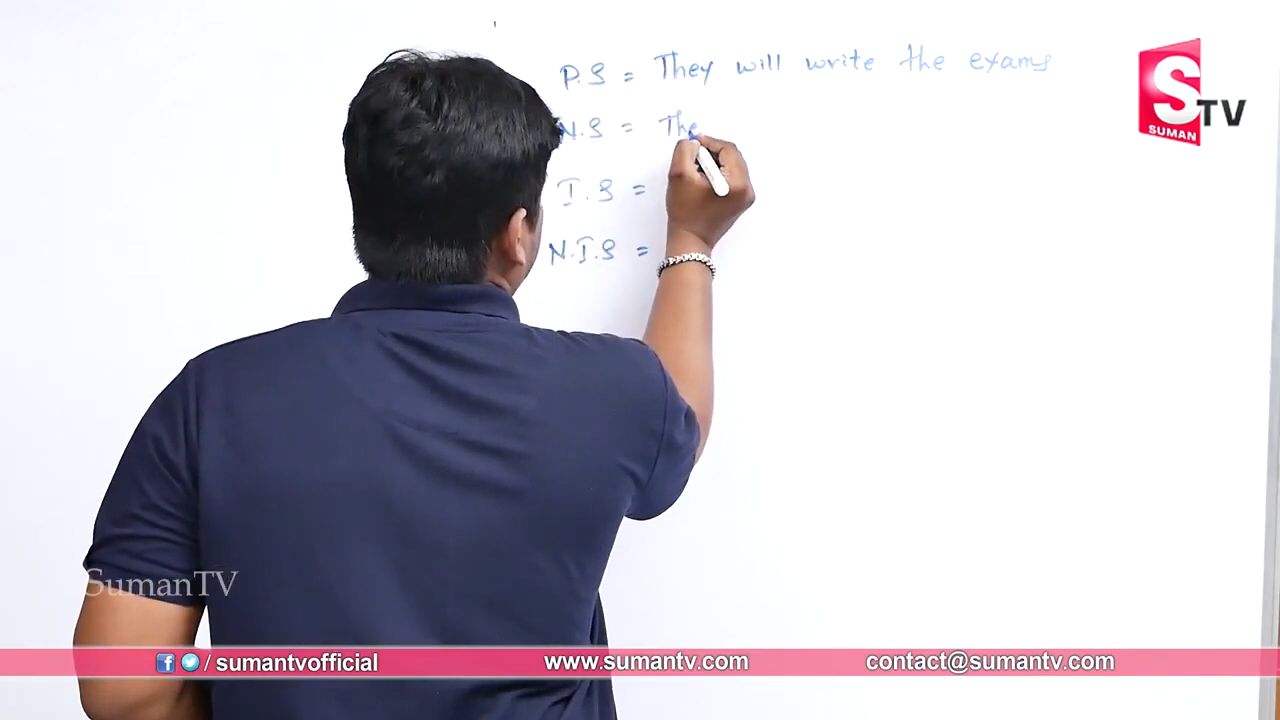 P.S = They will write the exams
N.S = The
I.S =
N.I.S =
S TV
SUMAN
SumanTV
/ sumantvofficial
www.sumantv.com
contact@sumantv.com